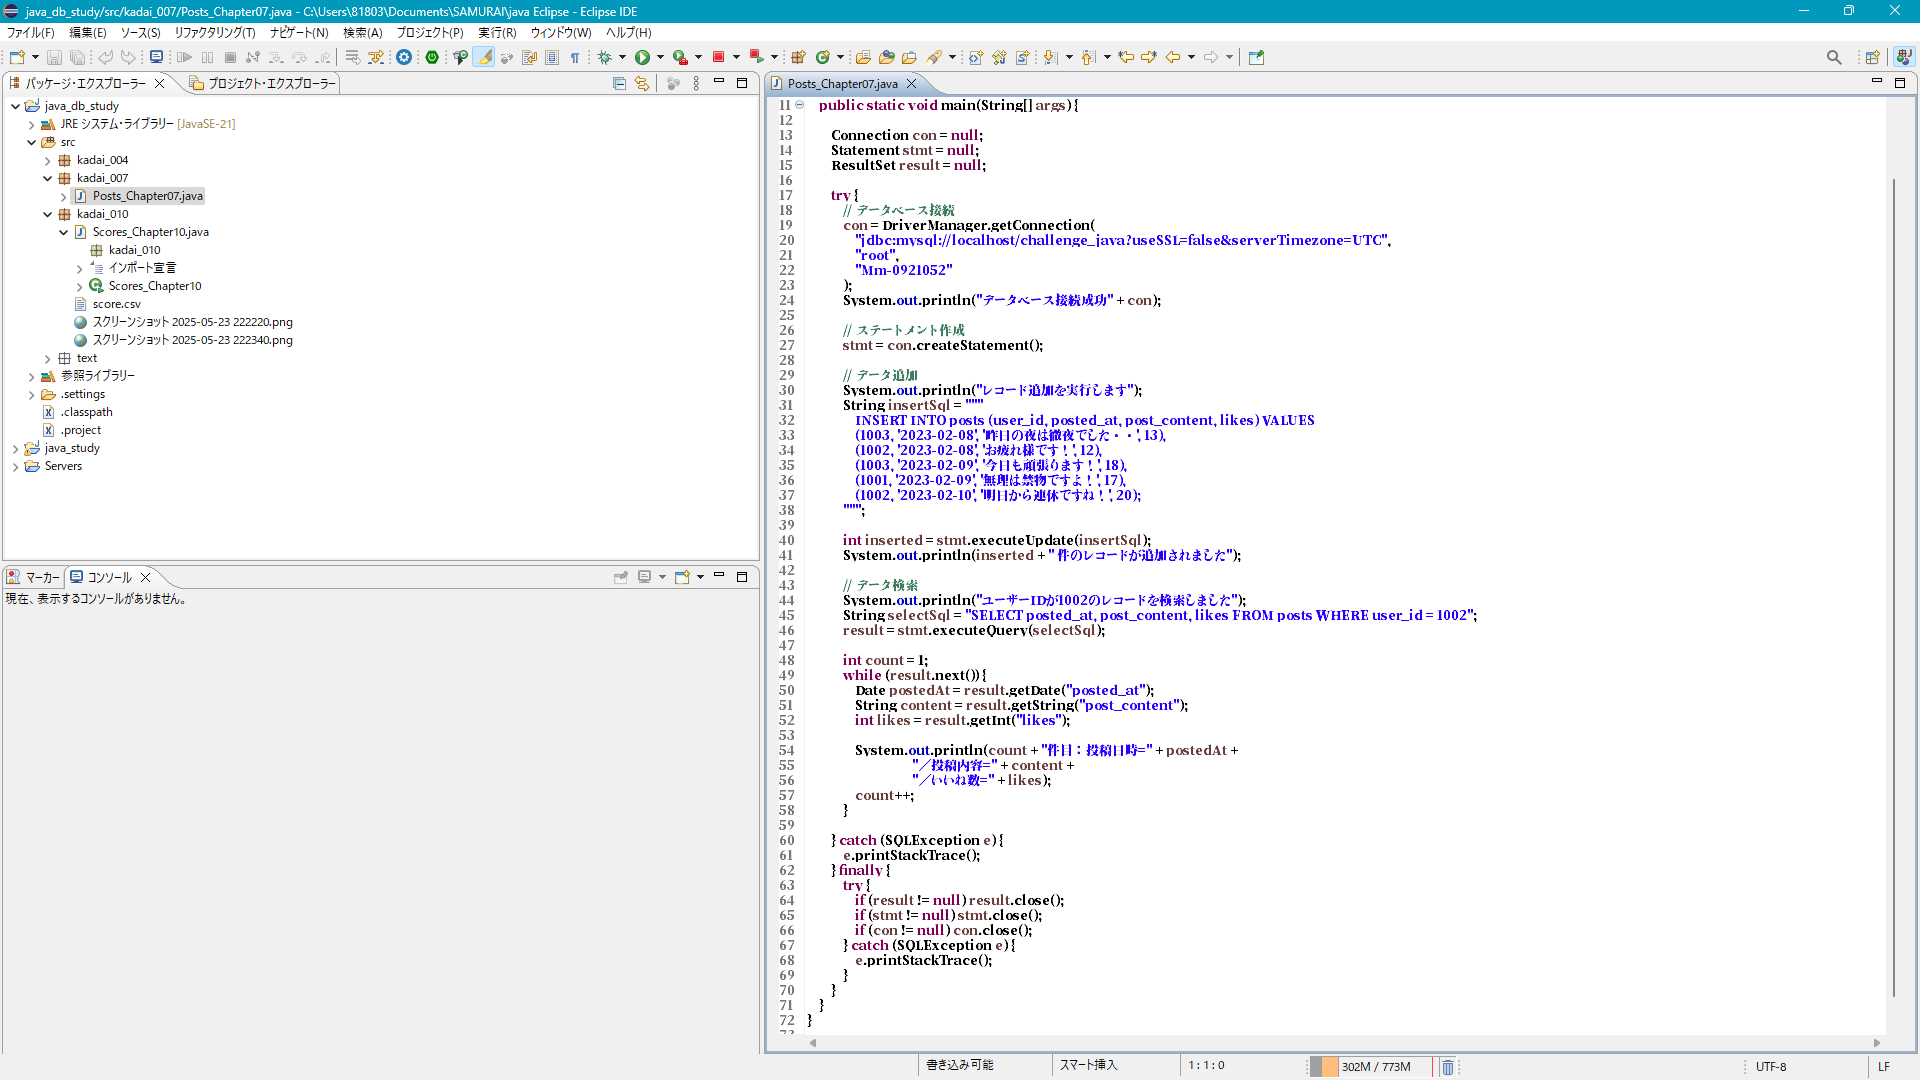 java_db_study/src/kadai_007/Posts_Chapter07.java - C:\Users\81803\Documents\SAMURAI\java Eclipse - Eclipse IDE
ファイル(F) 編集(E) ソース(S) リファクタリング(T) ナビゲート(N) 検索(A) プロジェクト(P) 実行(R) ウィンドウ(W) ヘルプ(H)
パッケージ・エクスプローラー プロジェクト・エクスプローラー
java_db_study
JRE システム・ライブラリー [JavaSE-21]
src
kadai_004
kadai_007
Posts_Chapter07.java
kadai_010
Scores_Chapter10.java
kadai_010
インポート宣言
Scores_Chapter10
score.csv
スクリーンショット 2025-05-23 222220.png
スクリーンショット 2025-05-23 222340.png
text
参照ライブラリー
.settings
.classpath
.project
java_study
Servers
マーカー コンソール
現在、表示するコンソールがありません。
Posts_Chapter07.java
11 public static void main(String[] args) {
12
13 Connection con = null;
14 Statement stmt = null;
15 ResultSet result = null;
16
17 try {
18 // データベース接続
19 con = DriverManager.getConnection(
20 "jdbc:mysql://localhost/challenge_java?useSSL=false&serverTimezone=UTC",
21 "root",
22 "Mm-0921052"
23 );
24 System.out.println("データベース接続成功" + con);
25
26 // ステートメント作成
27 stmt = con.createStatement();
28
29 // データ追加
30 System.out.println("レコード追加を実行します");
31 String insertSql = """
32 INSERT INTO posts (user_id, posted_at, post_content, likes) VALUES
33 (1003, '2023-02-08', '昨日の夜は徹夜でした・・', 13),
34 (1002, '2023-02-08', 'お疲れ様です！', 12),
35 (1003, '2023-02-09', '今日も頑張ります！', 18),
36 (1001, '2023-02-09', '無理は禁物ですよ！', 17),
37 (1002, '2023-02-10', '明日から連休ですね！', 20);
38 """;
39
40 int inserted = stmt.executeUpdate(insertSql);
41 System.out.println(inserted + " 件のレコードが追加されました");
42
43 // データ検索
44 System.out.println("ユーザーIDが1002のレコードを検索しました");
45 String selectSql = "SELECT posted_at, post_content, likes FROM posts WHERE user_id = 1002";
46 result = stmt.executeQuery(selectSql);
47
48 int count = 1;
49 while (result.next()) {
50 Date postedAt = result.getDate("posted_at");
51 String content = result.getString("post_content");
52 int likes = result.getInt("likes");
53
54 System.out.println(count + "件目：投稿日時=" + postedAt +
55 "／投稿内容=" + content +
56 "／いいね数=" + likes);
57 count++;
58 }
59
60 } catch (SQLException e) {
61 e.printStackTrace();
62 } finally {
63 try {
64 if (result != null) result.close();
65 if (stmt != null) stmt.close();
66 if (con != null) con.close();
67 } catch (SQLException e) {
68 e.printStackTrace();
69 }
70 }
71 }
72 }
書き込み可能 スマート挿入 1 : 1 : 0 302M / 773M UTF-8 LF